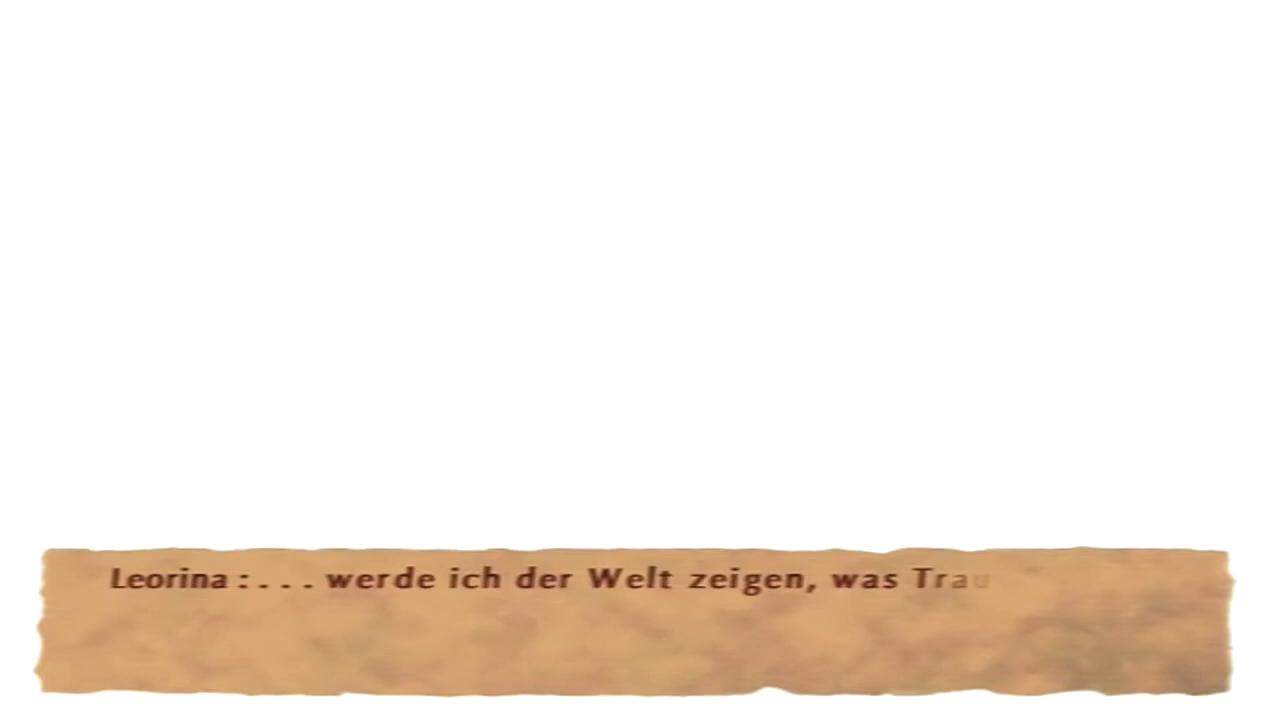 Leorina : . . . werde ich der Welt zeigen, was Trau